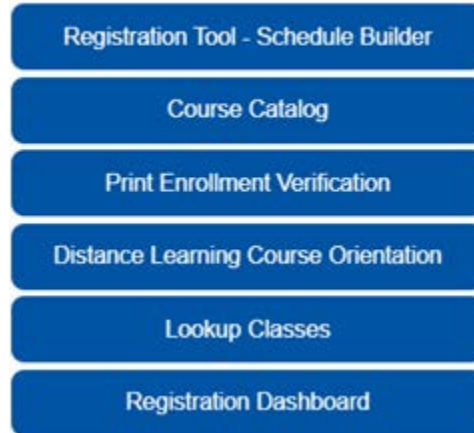 Registration Tool - Schedule Builder
Course Catalog
Print Enrollment Verification
Distance Learning Course Orientation
Lookup Classes
Registration Dashboard